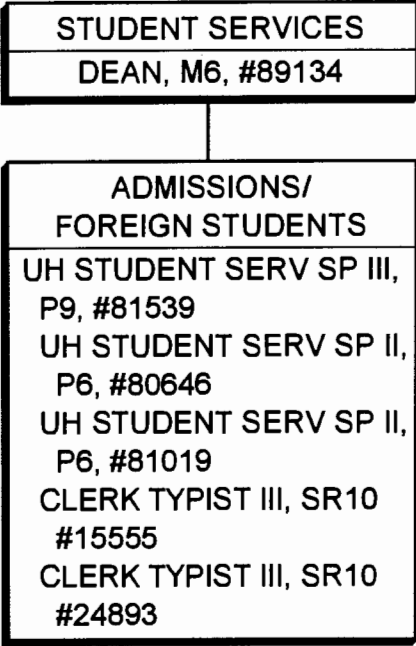 STUDENT SERVICES
DEAN, M6, #89134
ADMISSIONS/
FOREIGN STUDENTS
UH STUDENT SERV SP III,
P9, #81539
UH STUDENT SERV SP II,
P6, #80646
UH STUDENT SERV SP II,
P6, #81019
CLERK TYPIST III, SR10
#15555
CLERK TYPIST III, SR10
#24893